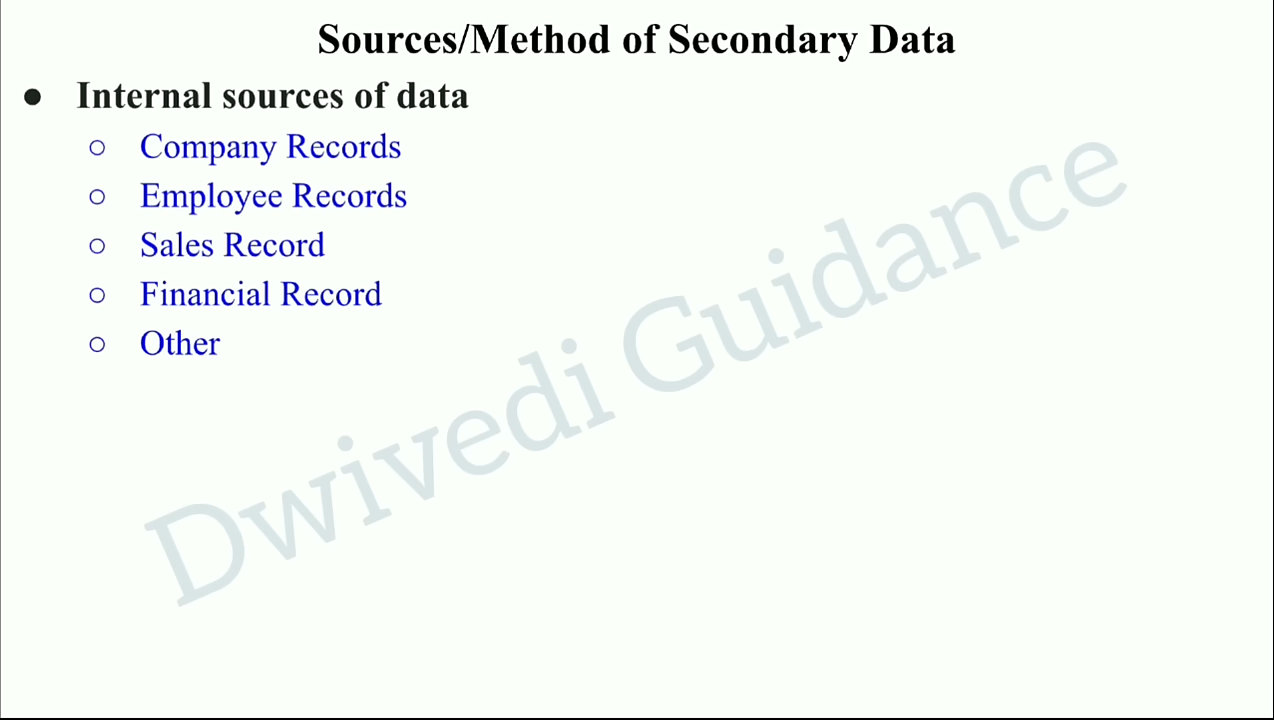 Sources/Method of Secondary Data
● Internal sources of data
○ Company Records
○ Employee Records
○ Sales Record
○ Financial Record
○ Other
Dwivedi Guidance